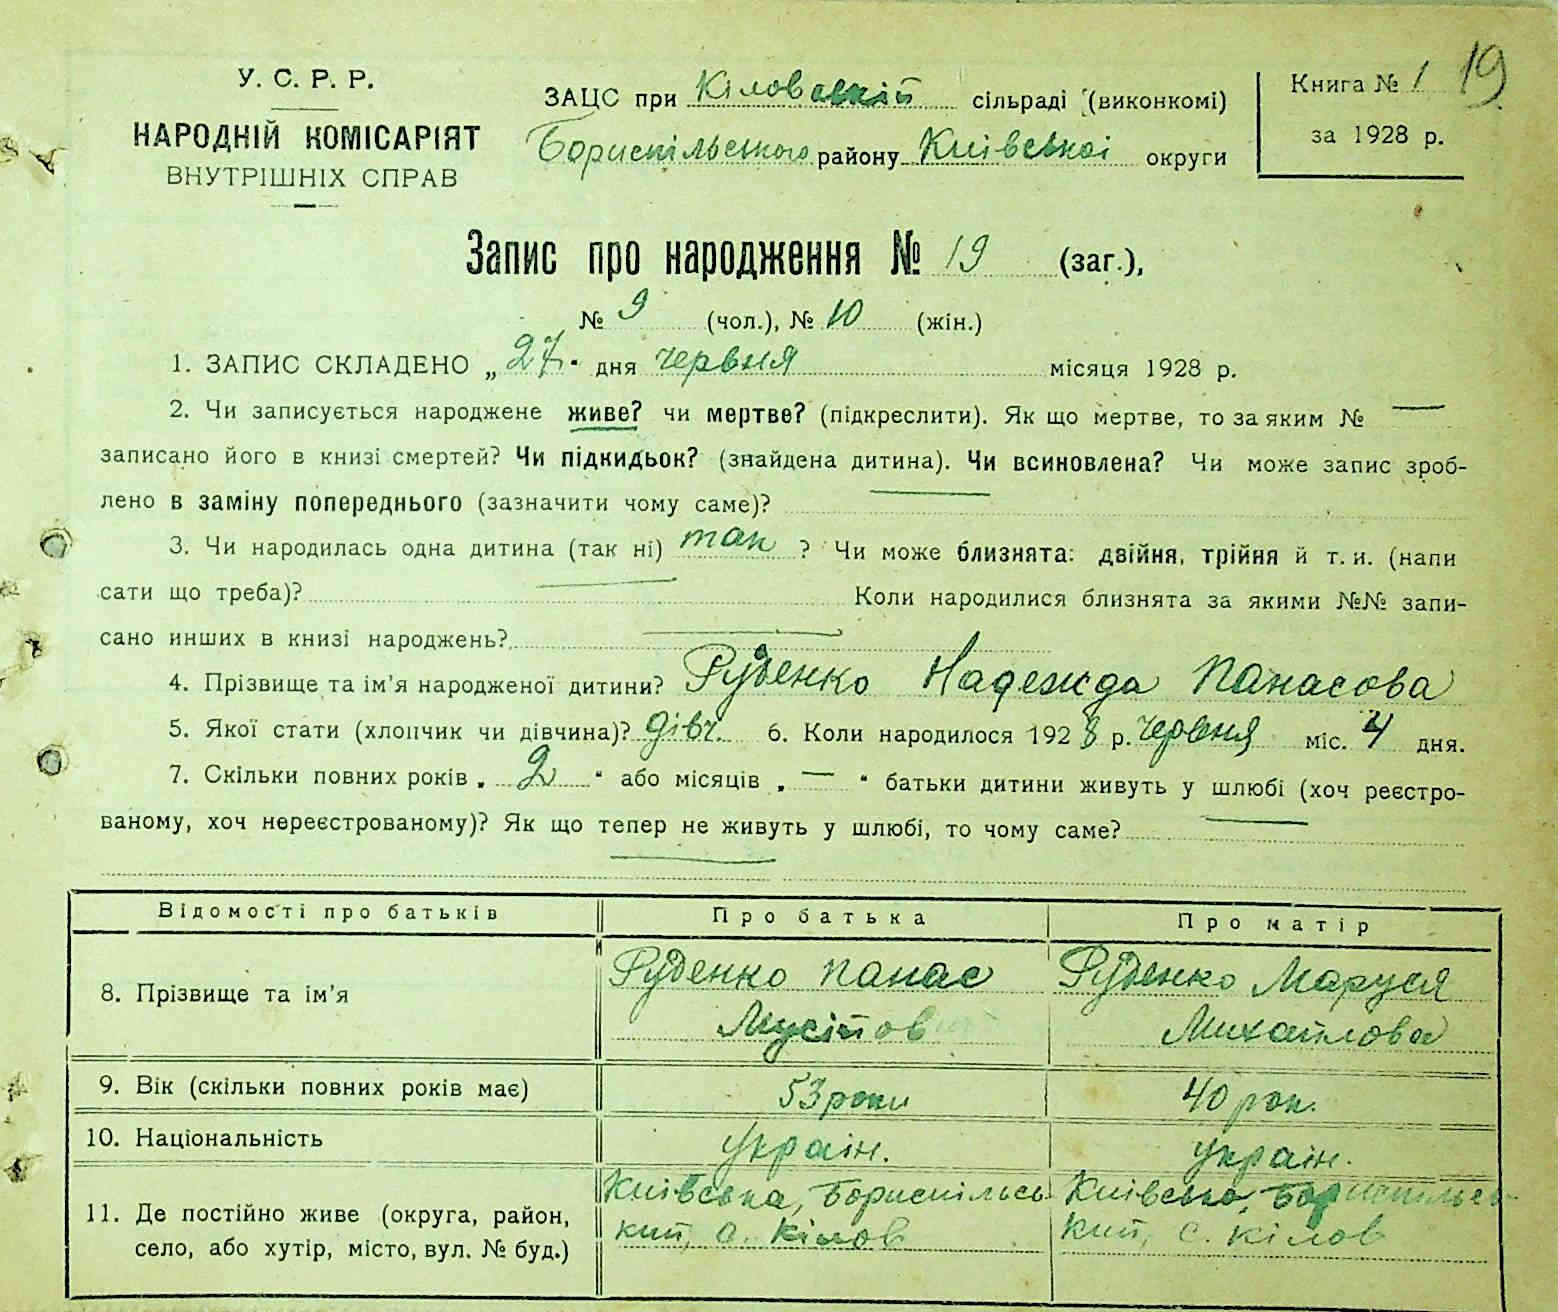 19
У. С. Р. Р.
НАРОДНІЙ КОМІСАРІЯТ
ВНУТРІШНІХ СПРАВ
ЗАЦС при Кіловській сільраді (виконкомі)
Бориспільського району Київської округи
Книга № 1
за 1928 р.
Запис про народження № 19 (заг.),
№ 9 (чол.), № 10 (жін.)
1. ЗАПИС СКЛАДЕНО „ 27 " дня червня місяця 1928 р.
2. Чи записується народжене живе? чи мертве? (підкреслити). Як що мертве, то за яким № —
записано його в книзі смертей? Чи підкидьок? (знайдена дитина). Чи всиновлена? Чи може запис зроб-
лено в заміну попереднього (зазначити чому саме)? —
3. Чи народилась одна дитина (так ні) так ? Чи може близнята: двійня, трійня й т. и. (напи
сати що треба)? — Коли народилися близнята за якими №№ запи-
сано инших в книзі народжень? —
4. Прізвище та ім'я народженої дитини? Руденко Надежда Панасова
5. Якої стати (хлопчик чи дівчина)? дівч. 6. Коли народилося 1928 р. червня міс. 4 дня.
7. Скільки повних років „ 2 " або місяців „ — " батьки дитини живуть у шлюбі (хоч реєстро-
ваному, хоч нереєстрованому)? Як що тепер не живуть у шлюбі, то чому саме? —
—
Відомості про батьків Про батька Про матір
8. Прізвище та ім'я Руденко Панас Мусійов Руденко Маруся Михайлова
9. Вік (скільки повних років має) 53 роки 40 рок.
10. Національність україн. україн.
11. Де постійно живе (округа, район, село, або хутір, місто, вул. № буд.) Київська, Бориспільський, с. Кілов Київська, Бориспільський, с. Кілов